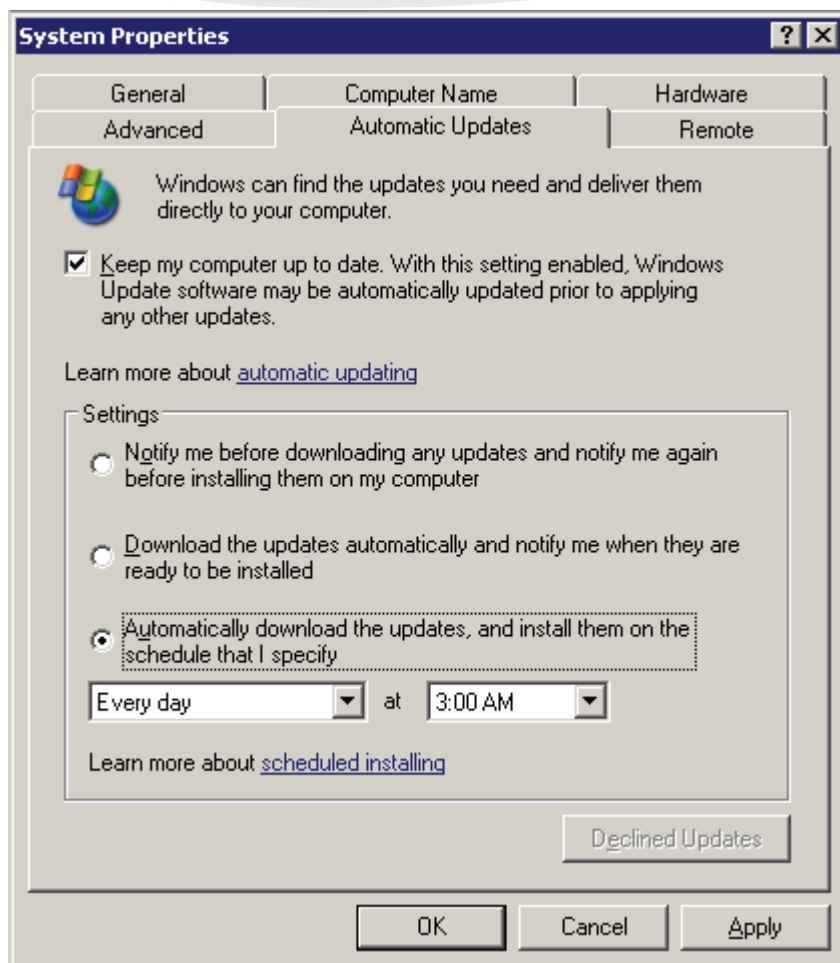 System Properties
General Computer Name Hardware
Advanced Automatic Updates Remote
Windows can find the updates you need and deliver them
directly to your computer.
Keep my computer up to date. With this setting enabled, Windows
Update software may be automatically updated prior to applying
any other updates.
Learn more about automatic updating
Settings
Notify me before downloading any updates and notify me again
before installing them on my computer
Download the updates automatically and notify me when they are
ready to be installed
Automatically download the updates, and install them on the
schedule that I specify
Every day at 3:00 AM
Learn more about scheduled installing
Declined Updates
OK Cancel Apply